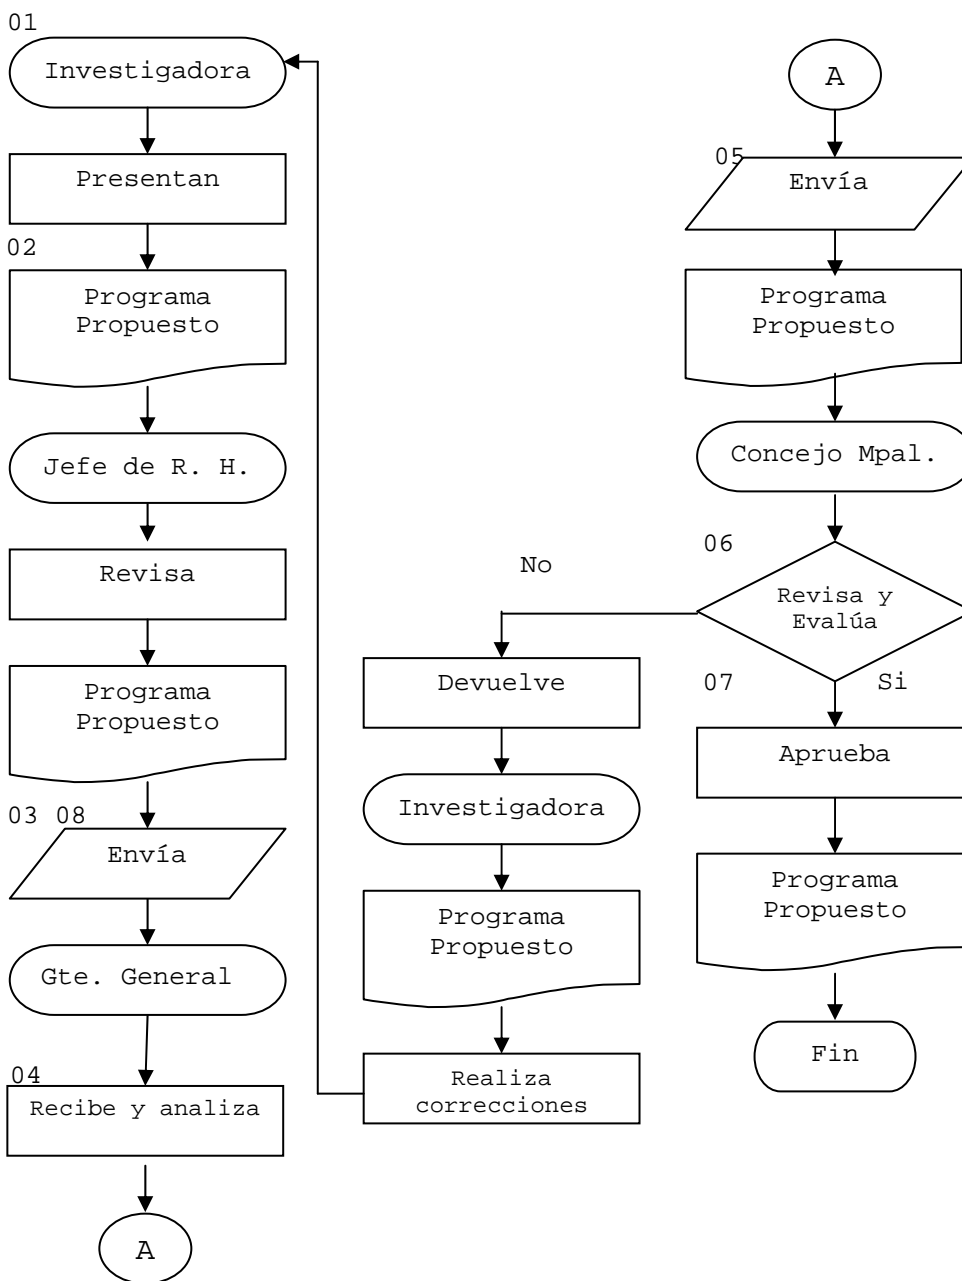 01
Investigadora
Presentan
02
Programa
Propuesto
Jefe de R. H.
Revisa
Programa
Propuesto
03 08
Envía
Gte. General
04
Recibe y analiza
A
No
Devuelve
Investigadora
Programa
Propuesto
Realiza
correcciones
A
05
Envía
Programa
Propuesto
Concejo Mpal.
06
Revisa y
Evalúa
07 Si
Aprueba
Programa
Propuesto
Fin